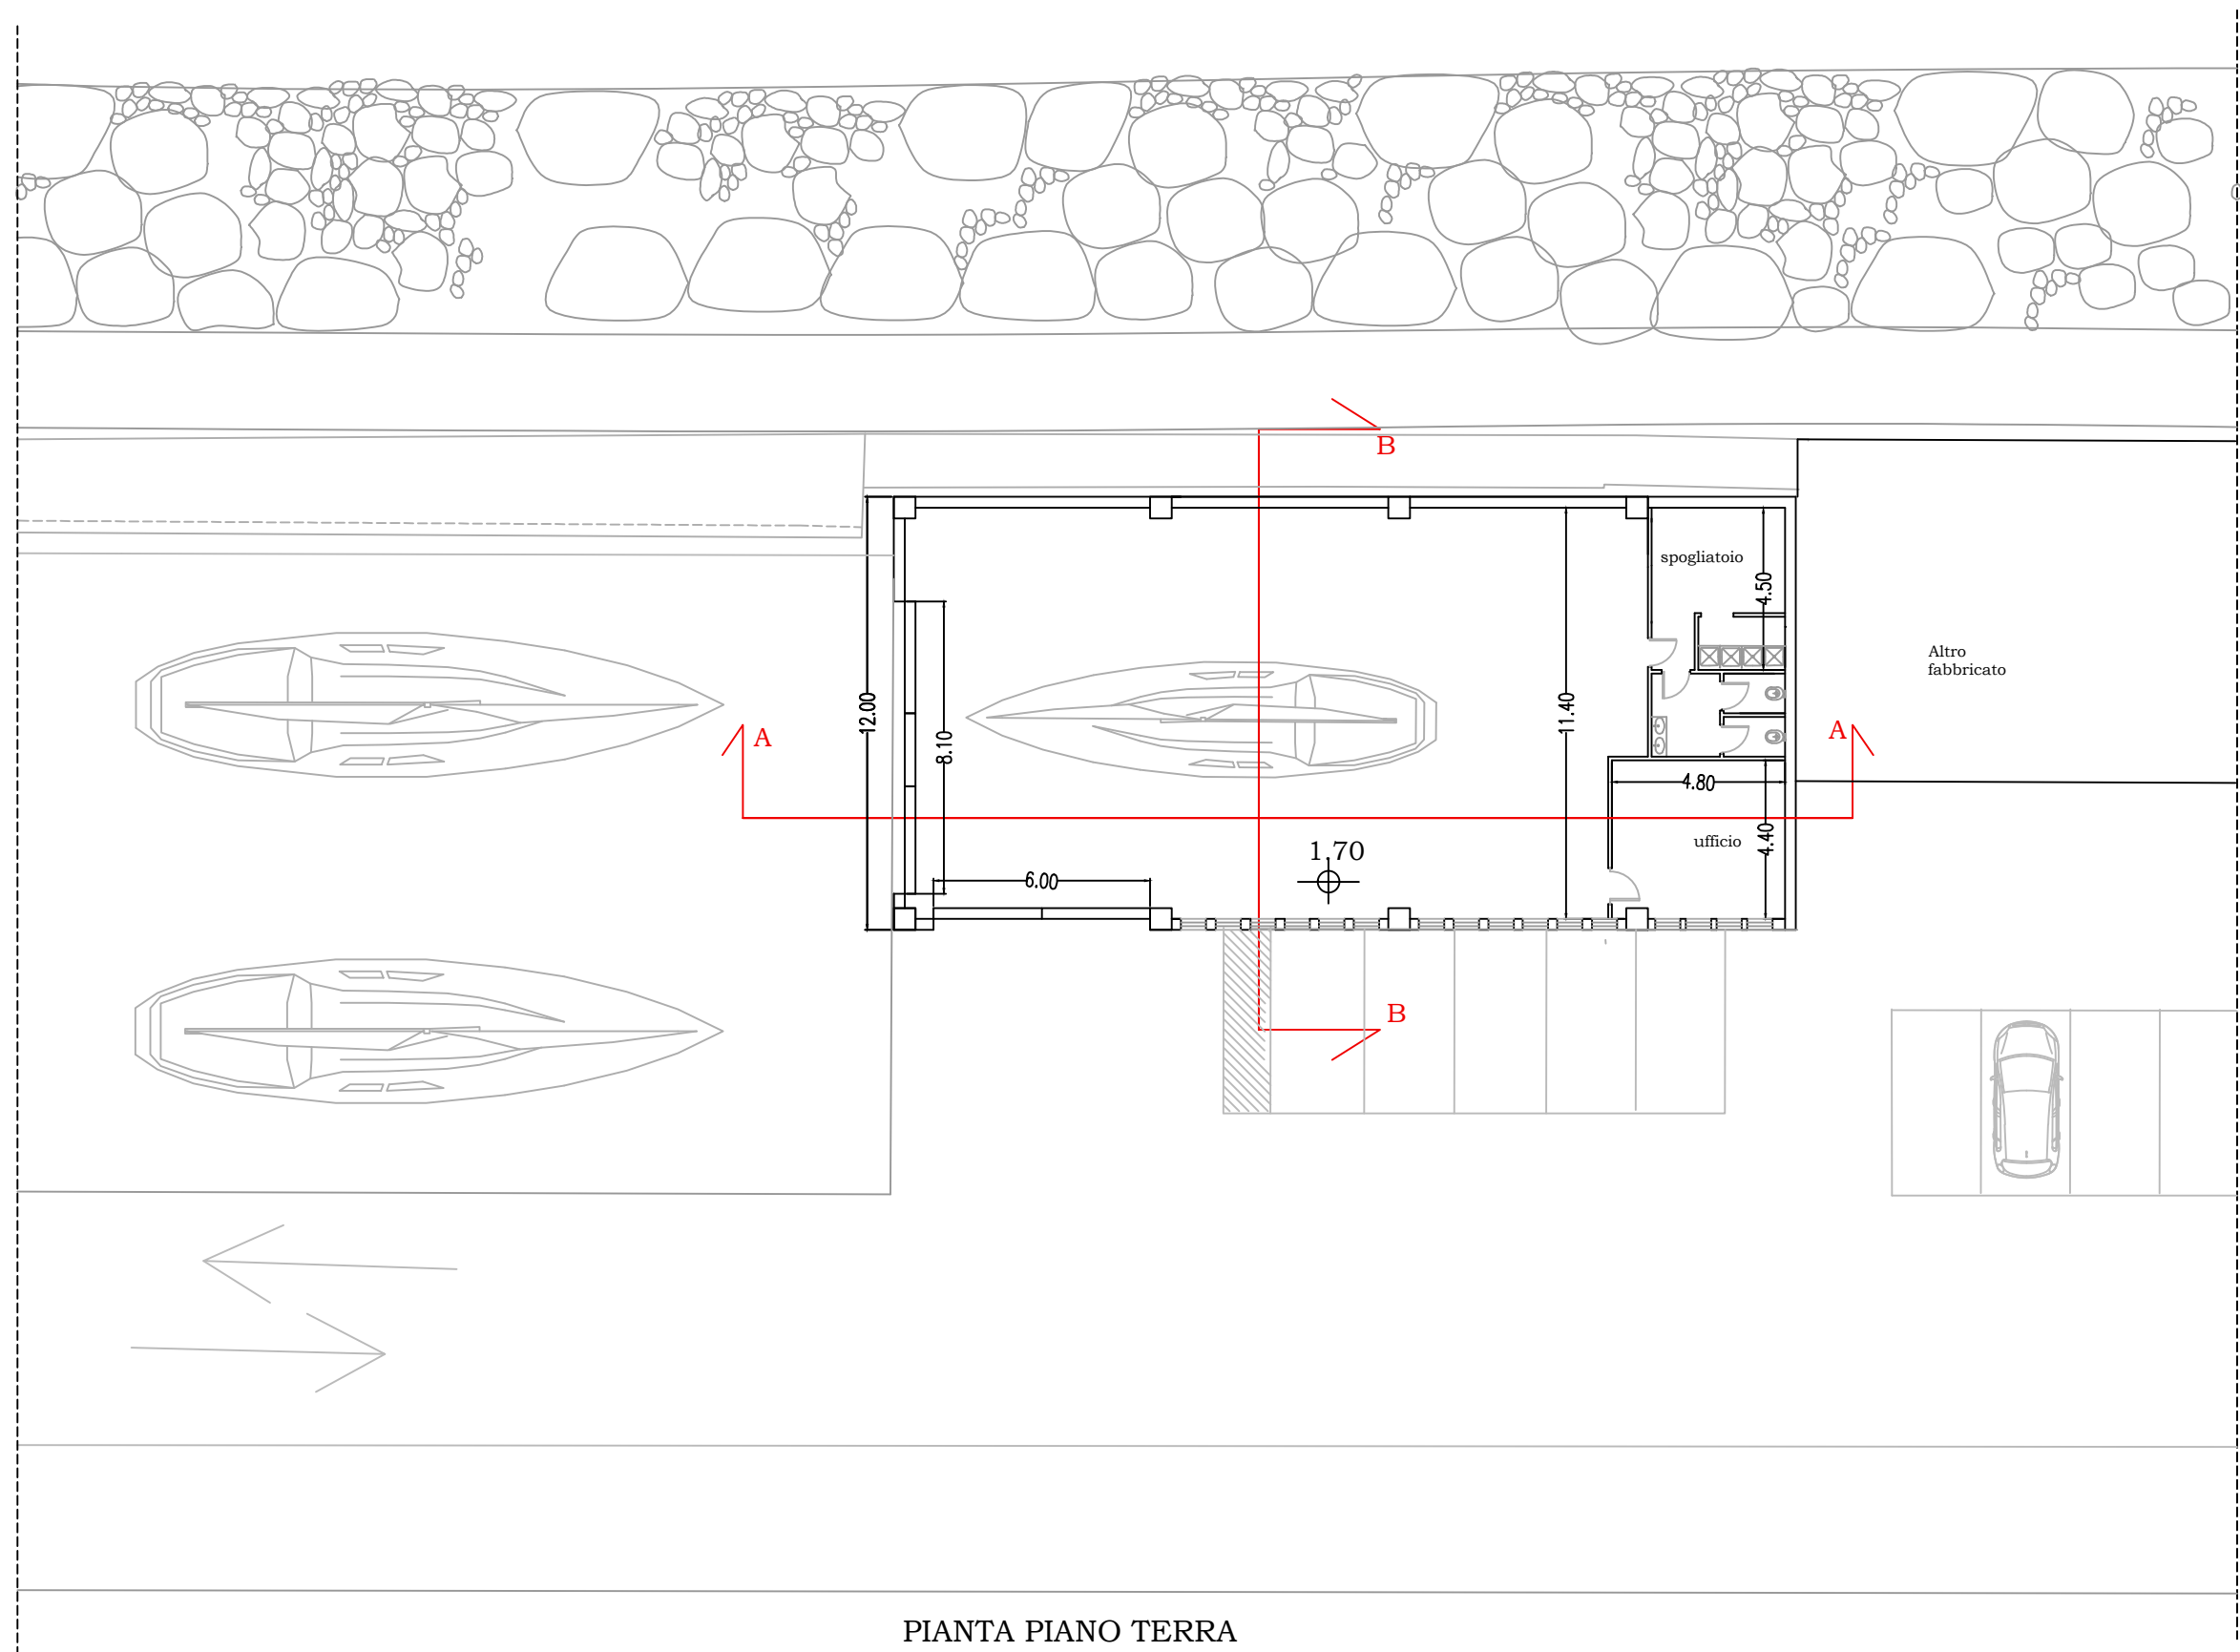 B
spogliatoio
4.50
Altro
fabbricato
12.00
8.10
11.40
A
A
4.80
ufficio
4.40
1.70
6.00
B
PIANTA PIANO TERRA